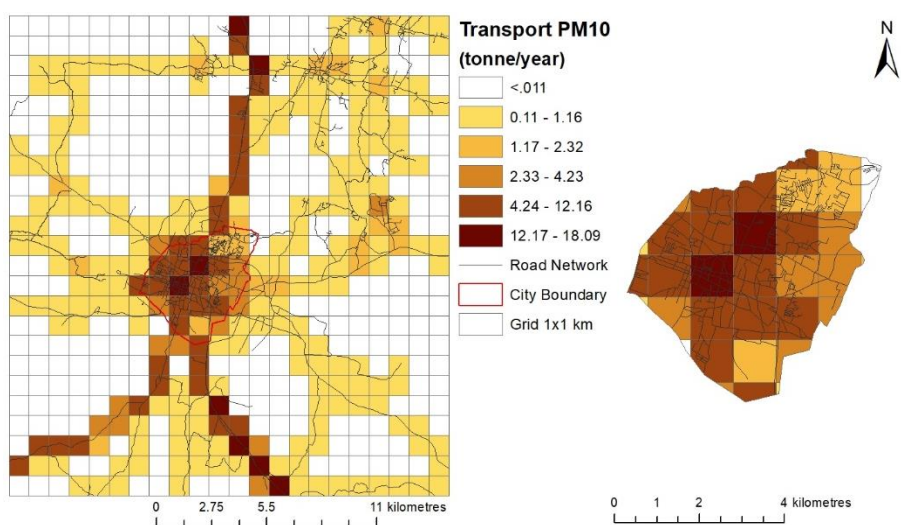 Transport PM10
(tonne/year)
<.011
0.11 - 1.16
1.17 - 2.32
2.33 - 4.23
4.24 - 12.16
12.17 - 18.09
Road Network
City Boundary
Grid 1x1 km
N
0 2.75 5.5 11 kilometres
0 1 2 4 kilometres